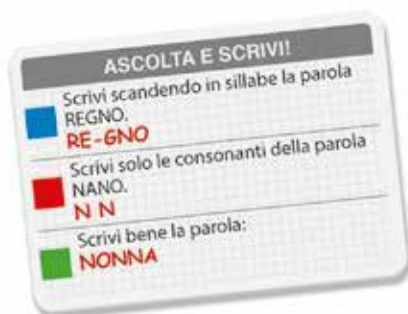 ASCOLTA E SCRIVI!
Scrivi scandendo in sillabe la parola
REGNO.
RE-GNO
Scrivi solo le consonanti della parola
NANO.
N N
Scrivi bene la parola:
NONNA